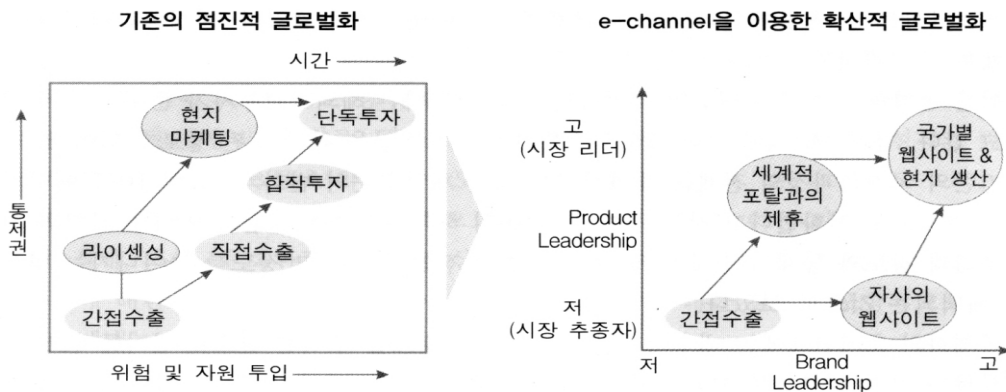 기존의 점진적 글로벌화
시간
통제권
현지
마케팅
단독투자
합작투자
라이센싱
직접수출
간접수출
위험 및 자원 투입
e-channel을 이용한 확산적 글로벌화
고
(시장 리더)
Product
Leadership
저
(시장 추종자)
국가별
웹사이트 &
현지 생산
세계적
포탈과의
제휴
간접수출
자사의
웹사이트
저
Brand
Leadership
고